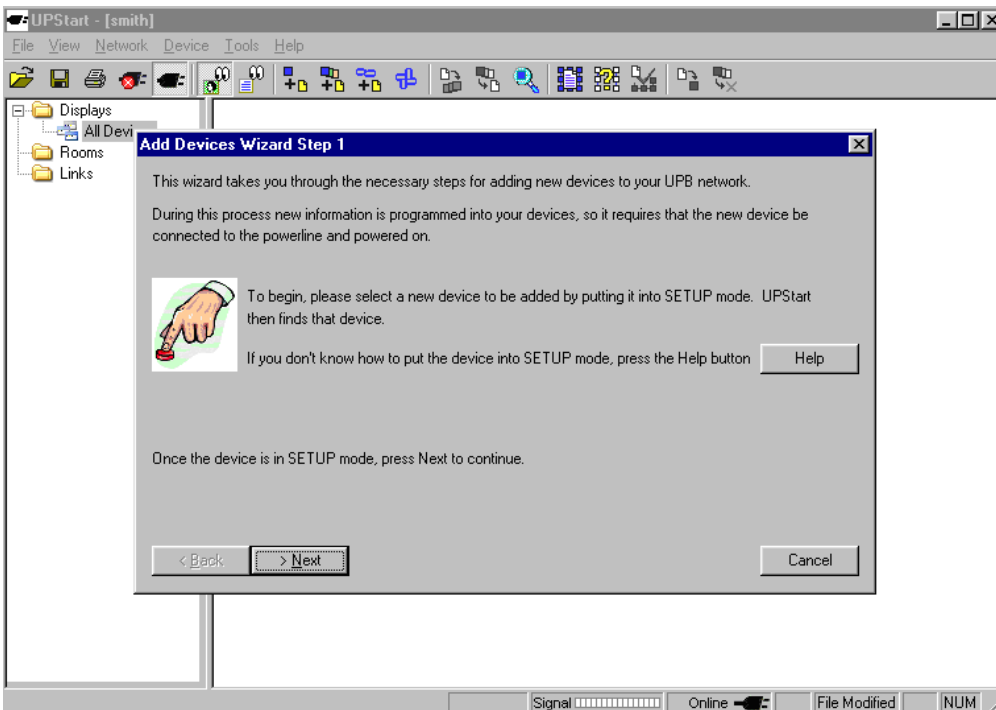 UPStart - [smith]
File View Network Device Tools Help
Displays
All Devi
Rooms
Links
Add Devices Wizard Step 1
This wizard takes you through the necessary steps for adding new devices to your UPB network.
During this process new information is programmed into your devices, so it requires that the new device be
connected to the powerline and powered on.
To begin, please select a new device to be added by putting it into SETUP mode. UPStart
then finds that device.
If you don't know how to put the device into SETUP mode, press the Help button
Help
Once the device is in SETUP mode, press Next to continue.
< Back
> Next
Cancel
Signal
Online
File Modified
NUM